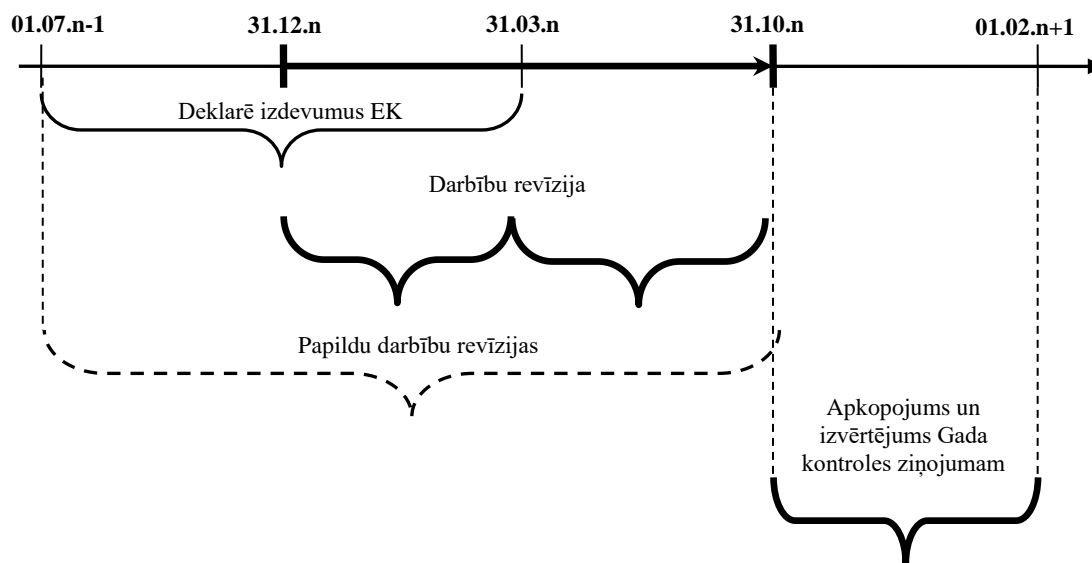 01.07.n-1 31.12.n 31.03.n 31.10.n 01.02.n+1
Deklarē izdevumus EK
Darbību revīzija
Papildu darbību revīzijas
Apkopojums un
izvērtējums Gada
kontroles ziņojumam